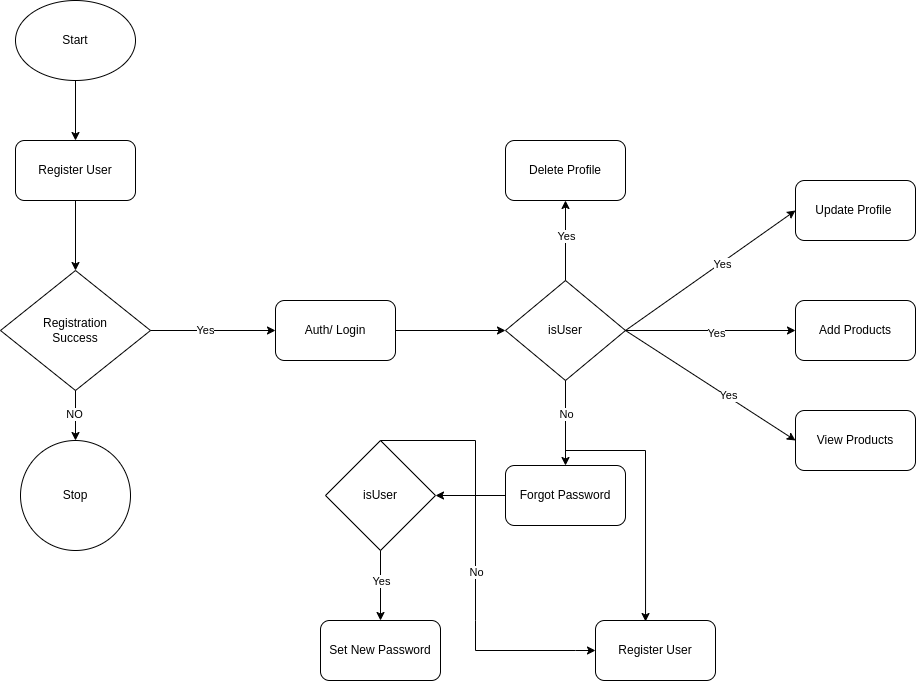 Start
Register User
Delete Profile
Update Profile
Yes
Yes
Registration
Success
Yes
Auth/ Login
isUser
Yes
Add Products
Yes
View Products
NO
No
Stop
isUser
Forgot Password
Yes
No
Set New Password
Register User